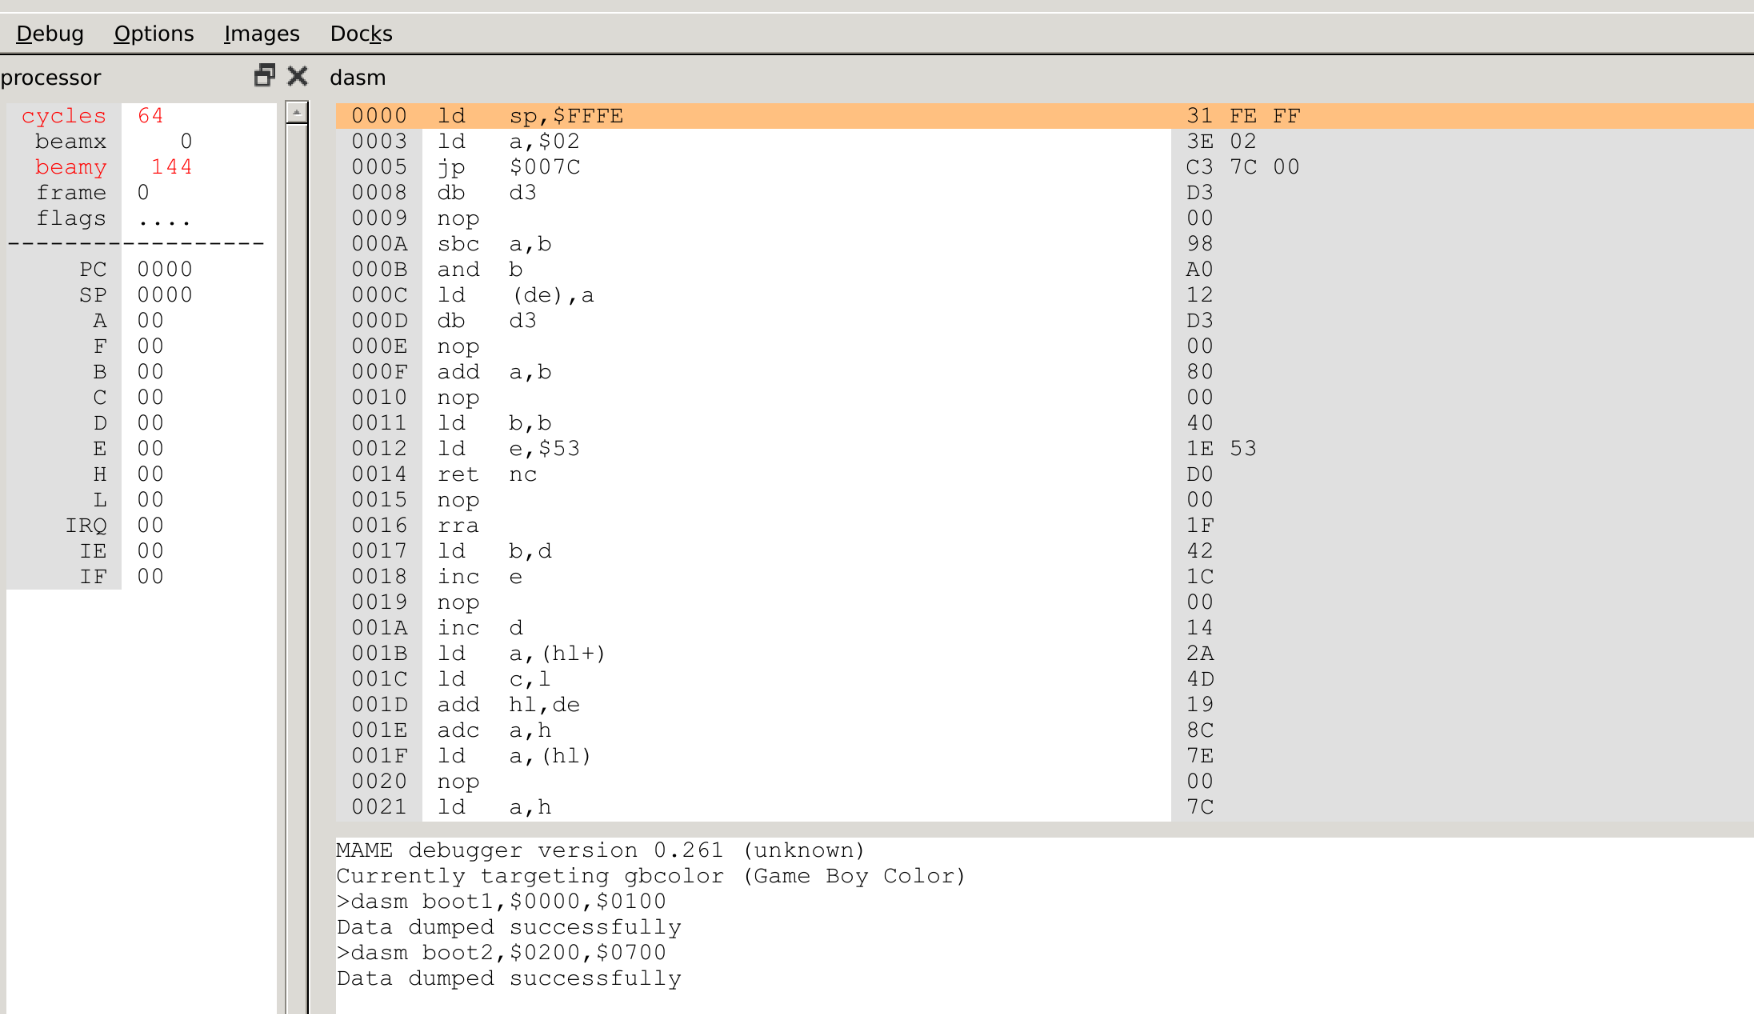 Debug Options Images Docks
processor
cycles 64
beamx 0
beamy 144
frame 0
flags ....
------------------
PC 0000
SP 0000
A 00
F 00
B 00
C 00
D 00
E 00
H 00
L 00
IRQ 00
IE 00
IF 00
dasm
0000 ld sp,$FFFE 31 FE FF
0003 ld a,$02 3E 02
0005 jp $007C C3 7C 00
0008 db d3 D3
0009 nop 00
000A sbc a,b 98
000B and b A0
000C ld (de),a 12
000D db d3 D3
000E nop 00
000F add a,b 80
0010 nop 00
0011 ld b,b 40
0012 ld e,$53 1E 53
0014 ret nc D0
0015 nop 00
0016 rra 1F
0017 ld b,d 42
0018 inc e 1C
0019 nop 00
001A inc d 14
001B ld a,(hl+) 2A
001C ld c,l 4D
001D add hl,de 19
001E adc a,h 8C
001F ld a,(hl) 7E
0020 nop 00
0021 ld a,h 7C
MAME debugger version 0.261 (unknown)
Currently targeting gbcolor (Game Boy Color)
>dasm boot1,$0000,$0100
Data dumped successfully
>dasm boot2,$0200,$0700
Data dumped successfully